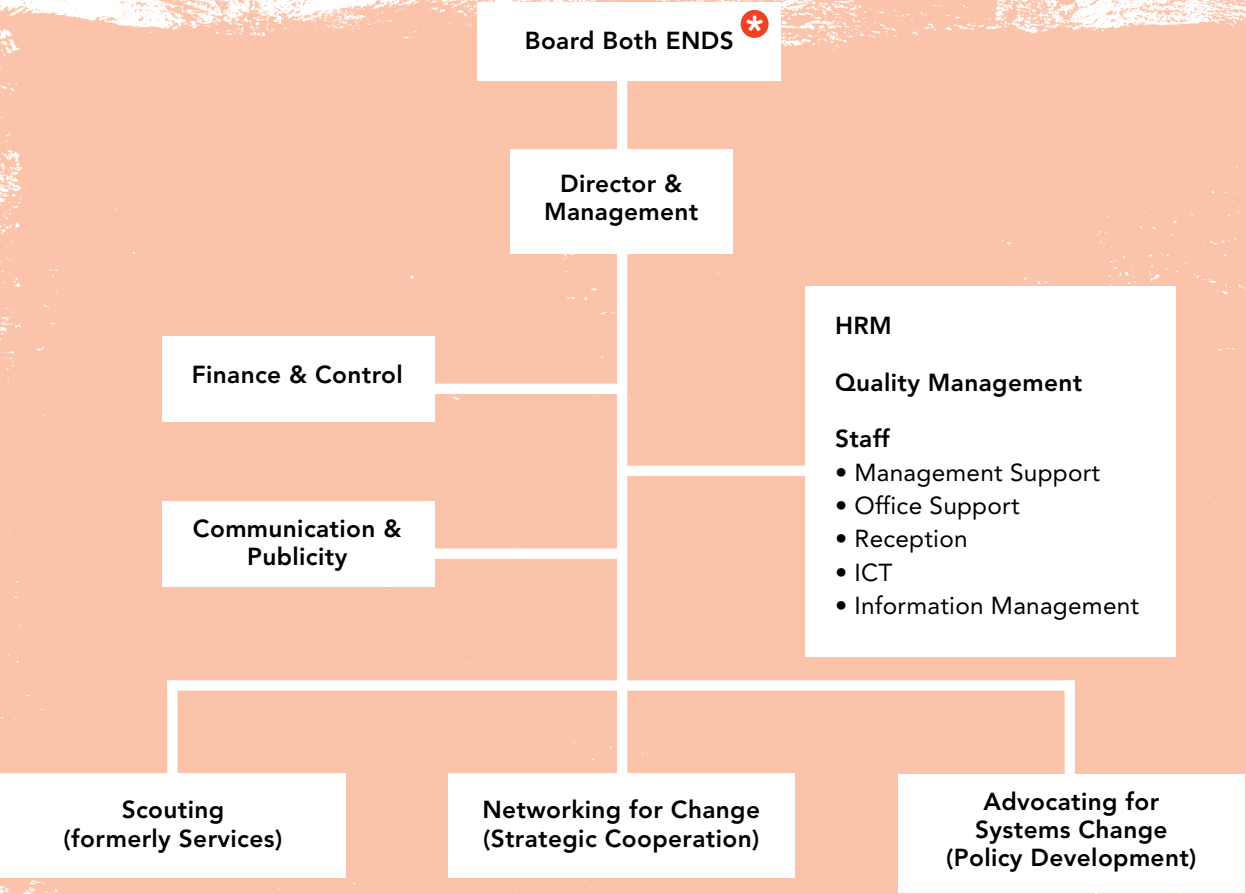 Board Both ENDS *
Director &
Management
Finance & Control
HRM
Quality Management
Staff
• Management Support
• Office Support
• Reception
• ICT
• Information Management
Communication &
Publicity
Scouting
(formerly Services)
Networking for Change
(Strategic Cooperation)
Advocating for
Systems Change
(Policy Development)